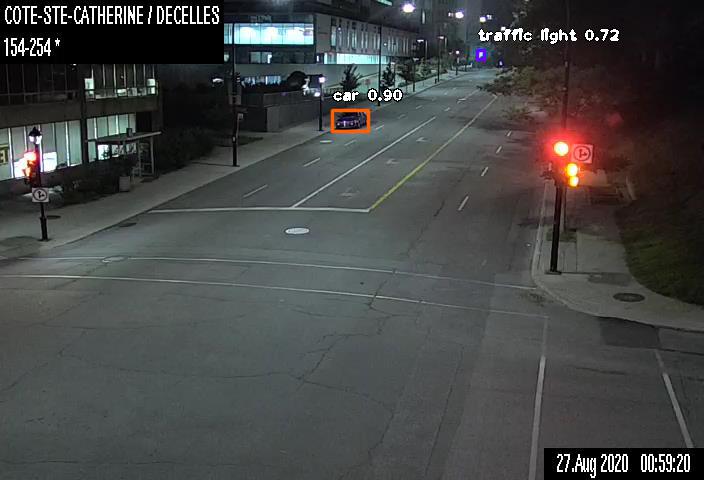 COTE-STE-CATHERINE / DECELLES
154-254 *
traffic light 0.72
car 0.90
27.Aug 2020 00:59:20